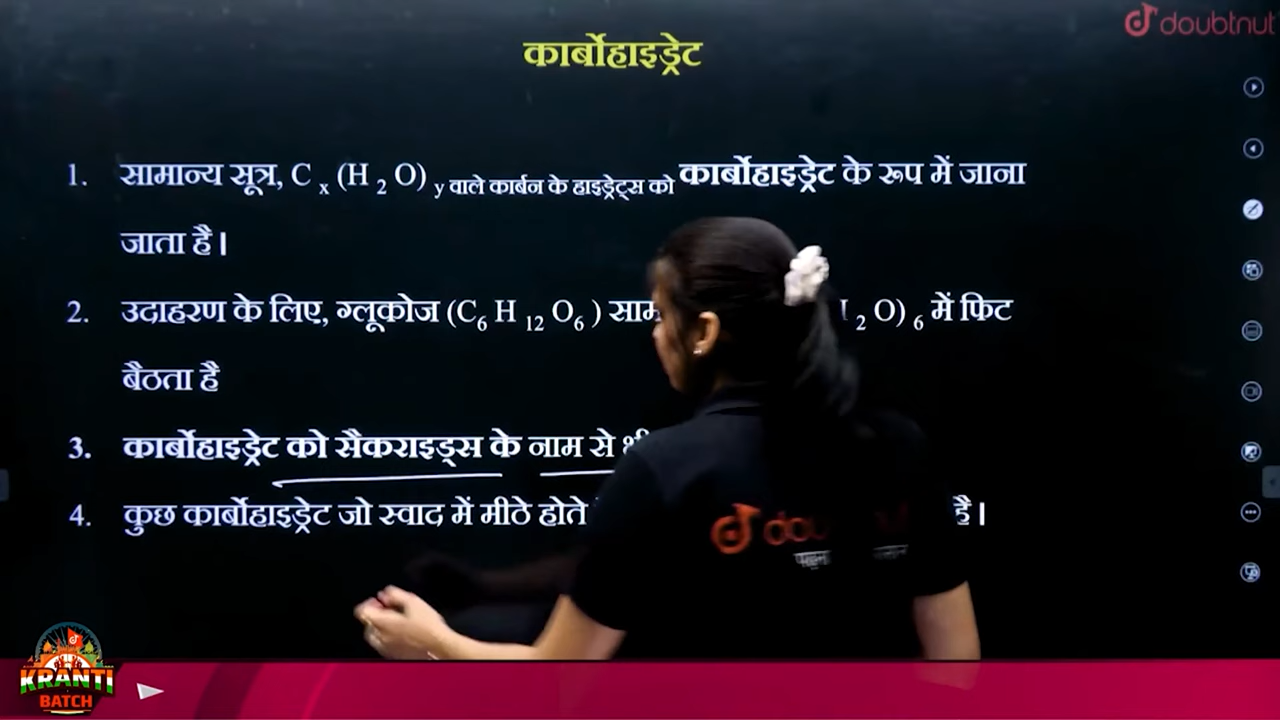 doubtnut
कार्बोहाइड्रेट
1. सामान्य सूत्र, C x (H 2 O) y वाले कार्बन के हाइड्रेट्स को कार्बोहाइड्रेट के रूप में जाना
जाता है।
2. उदाहरण के लिए, ग्लूकोज (C6 H 12 O6 ) 2 O) 6 में फिट
बैठता है
3. कार्बोहाइड्रेट को सैकराइड्स के नाम से
4. कुछ कार्बोहाइड्रेट जो स्वाद में मीठे होते है।
KRANTI
BATCH